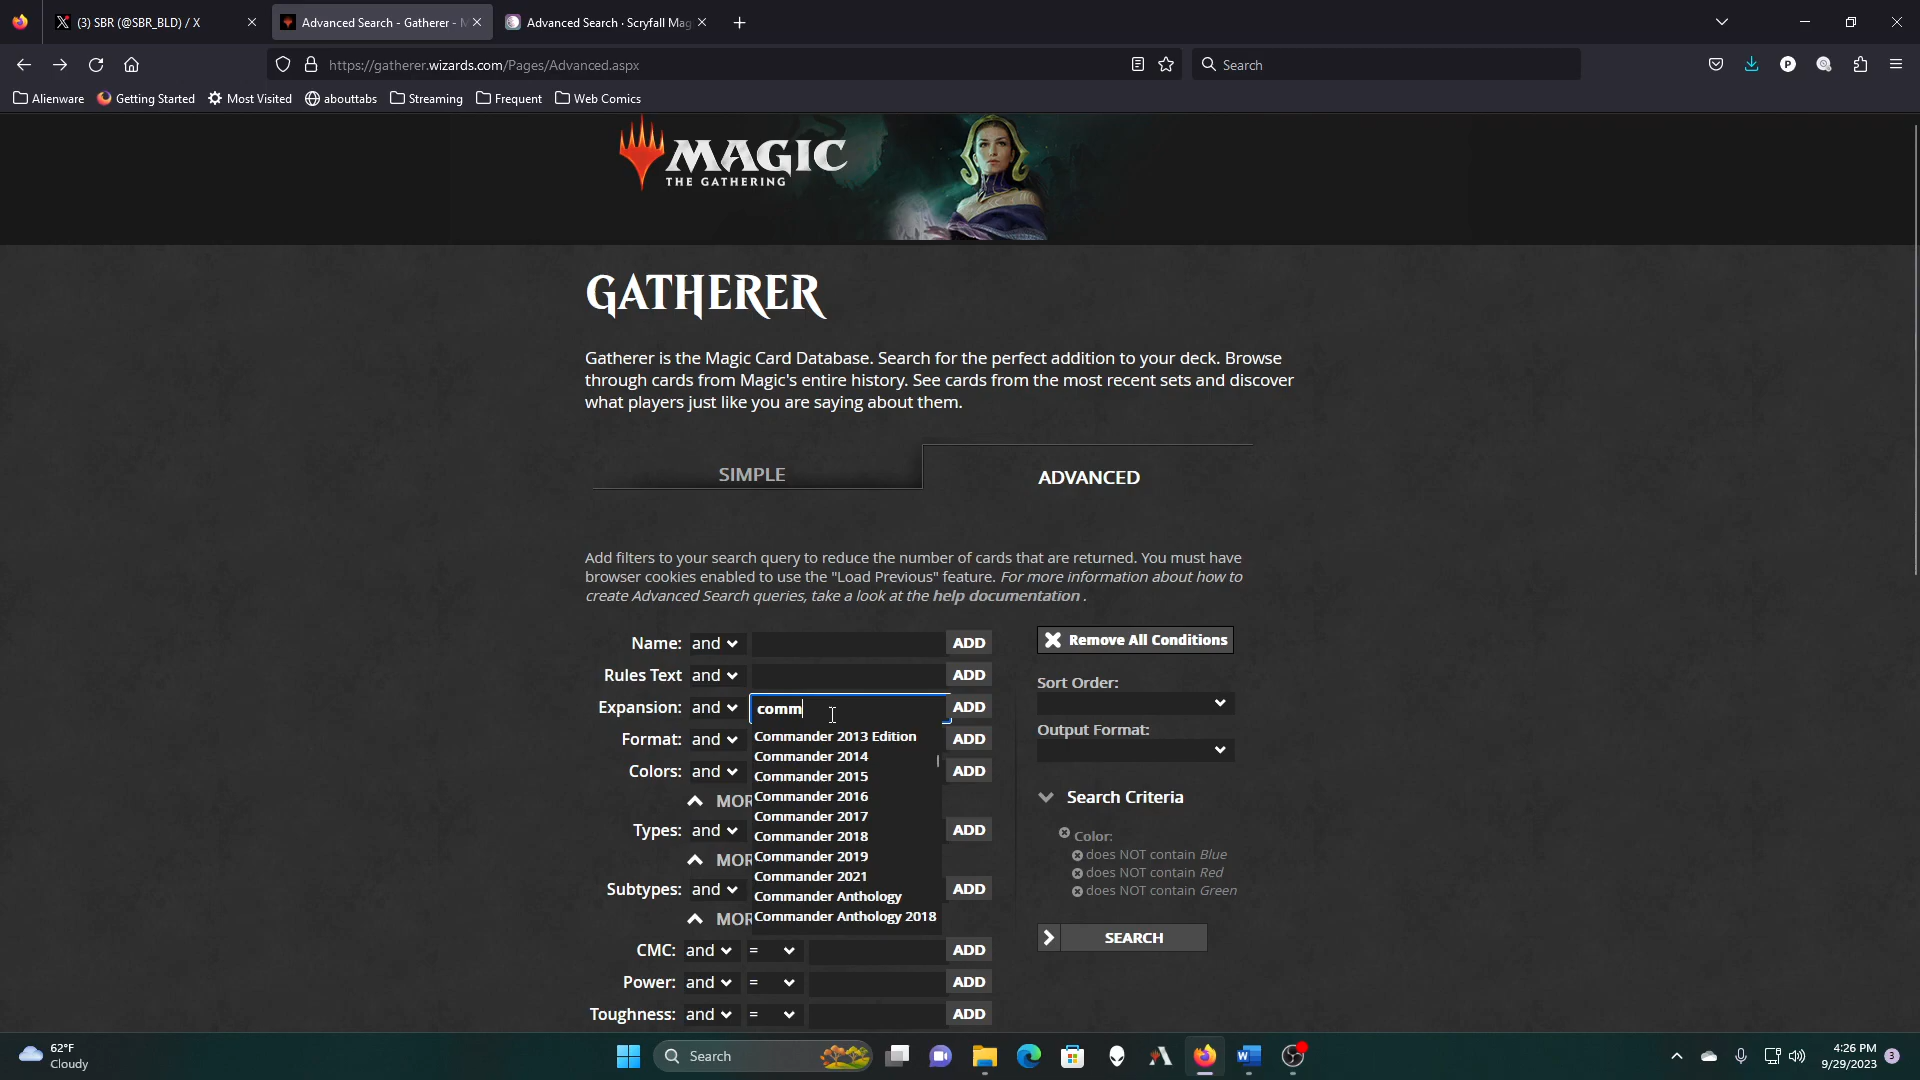 (3) SBR (@SBR_BLD) / X
Advanced Search - Gatherer - M
Advanced Search · Scryfall Mag
https://gatherer.wizards.com/Pages/Advanced.aspx
Search
Alienware
Getting Started
Most Visited
abouttabs
Streaming
Frequent
Web Comics
MAGIC
THE GATHERING
GATHERER
Gatherer is the Magic Card Database. Search for the perfect addition to your deck. Browse
through cards from Magic's entire history. See cards from the most recent sets and discover
what players just like you are saying about them.
SIMPLE
ADVANCED
Add filters to your search query to reduce the number of cards that are returned. You must have
browser cookies enabled to use the "Load Previous" feature. For more information about how to
create Advanced Search queries, take a look at the help documentation .
Name: and ADD
Rules Text and ADD
Expansion: and comm ADD
Format: and ADD
Colors: and ADD
MOR
Types: and ADD
MOR
Subtypes: and ADD
MOR
CMC: and = ADD
Power: and = ADD
Toughness: and = ADD
Commander 2013 Edition
Commander 2014
Commander 2015
Commander 2016
Commander 2017
Commander 2018
Commander 2019
Commander 2021
Commander Anthology
Commander Anthology 2018
Remove All Conditions
Sort Order:
Output Format:
Search Criteria
Color:
does NOT contain Blue
does NOT contain Red
does NOT contain Green
SEARCH
62°F
Cloudy
Search
4:26 PM
9/29/2023
3